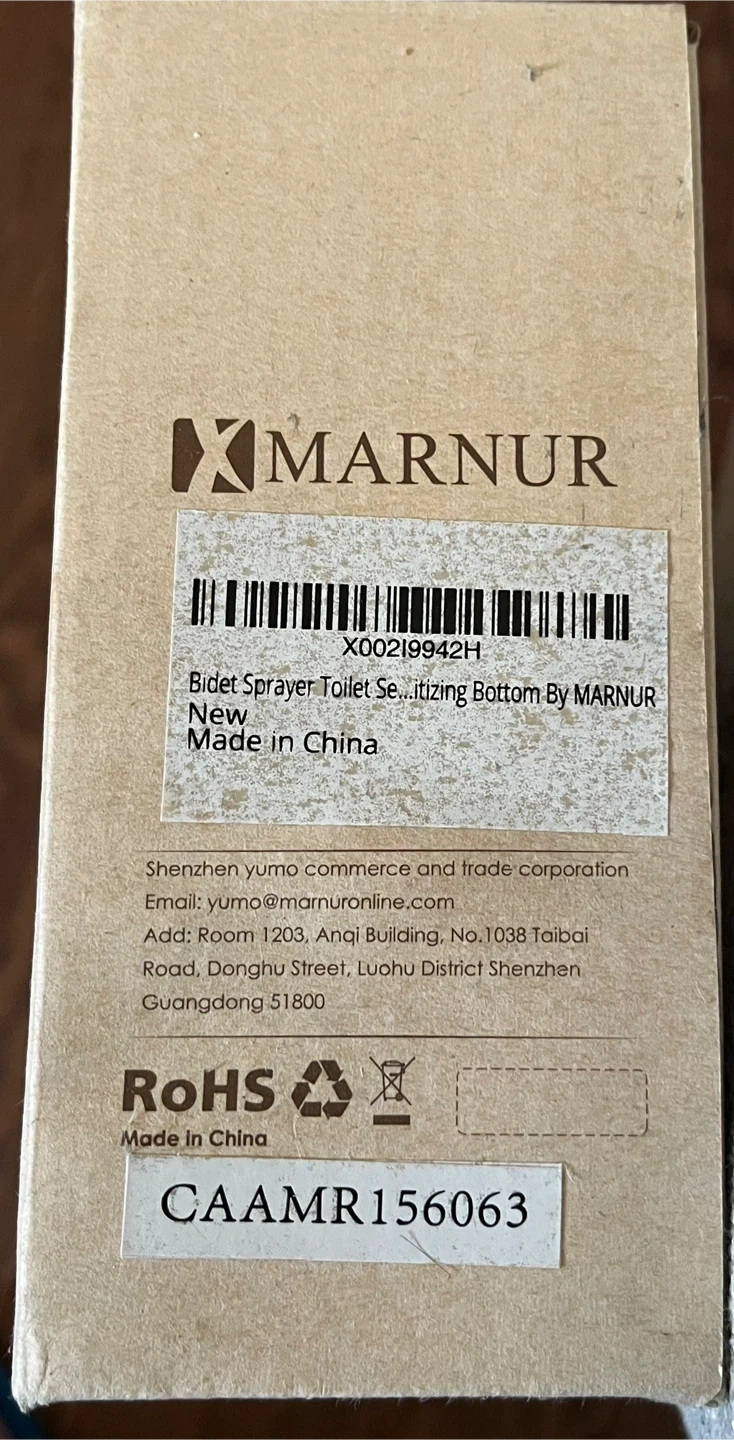 MARNUR
X002I9942H
Bidet Sprayer Toilet Se...itizing Bottom By MARNUR
New
Made in China
Shenzhen yumo commerce and trade corporation
Email: yumo@marnuronline.com
Add: Room 1203, Anqi Building, No.1038 Taibai
Road, Donghu Street, Luohu District Shenzhen
Guangdong 51800
RoHS
Made in China
CAAMR156063